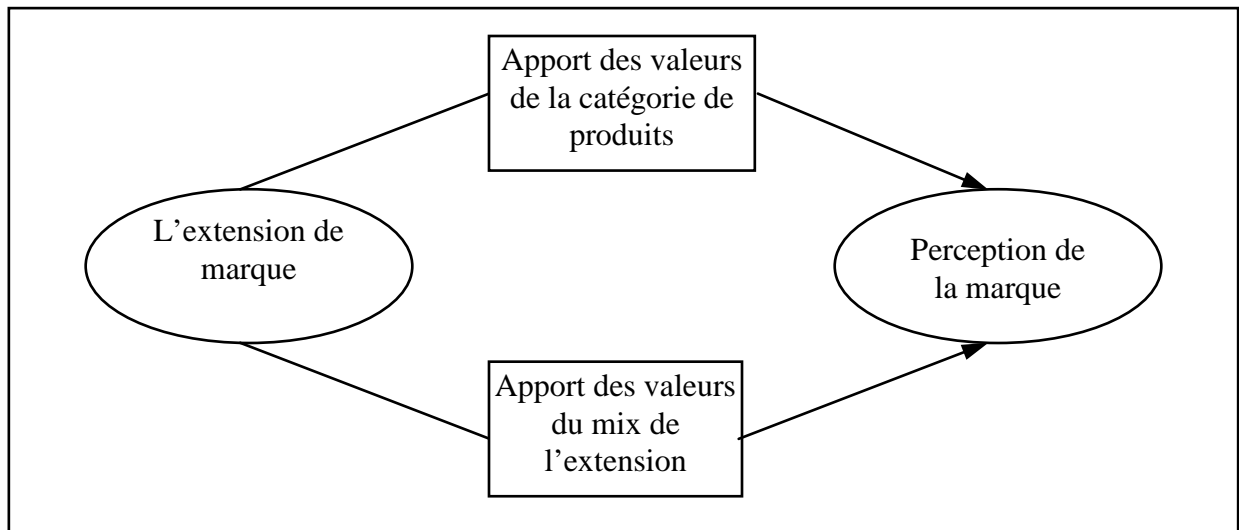 Apport des valeurs
de la catégorie de
produits
L’extension de
marque
Perception de
la marque
Apport des valeurs
du mix de
l’extension